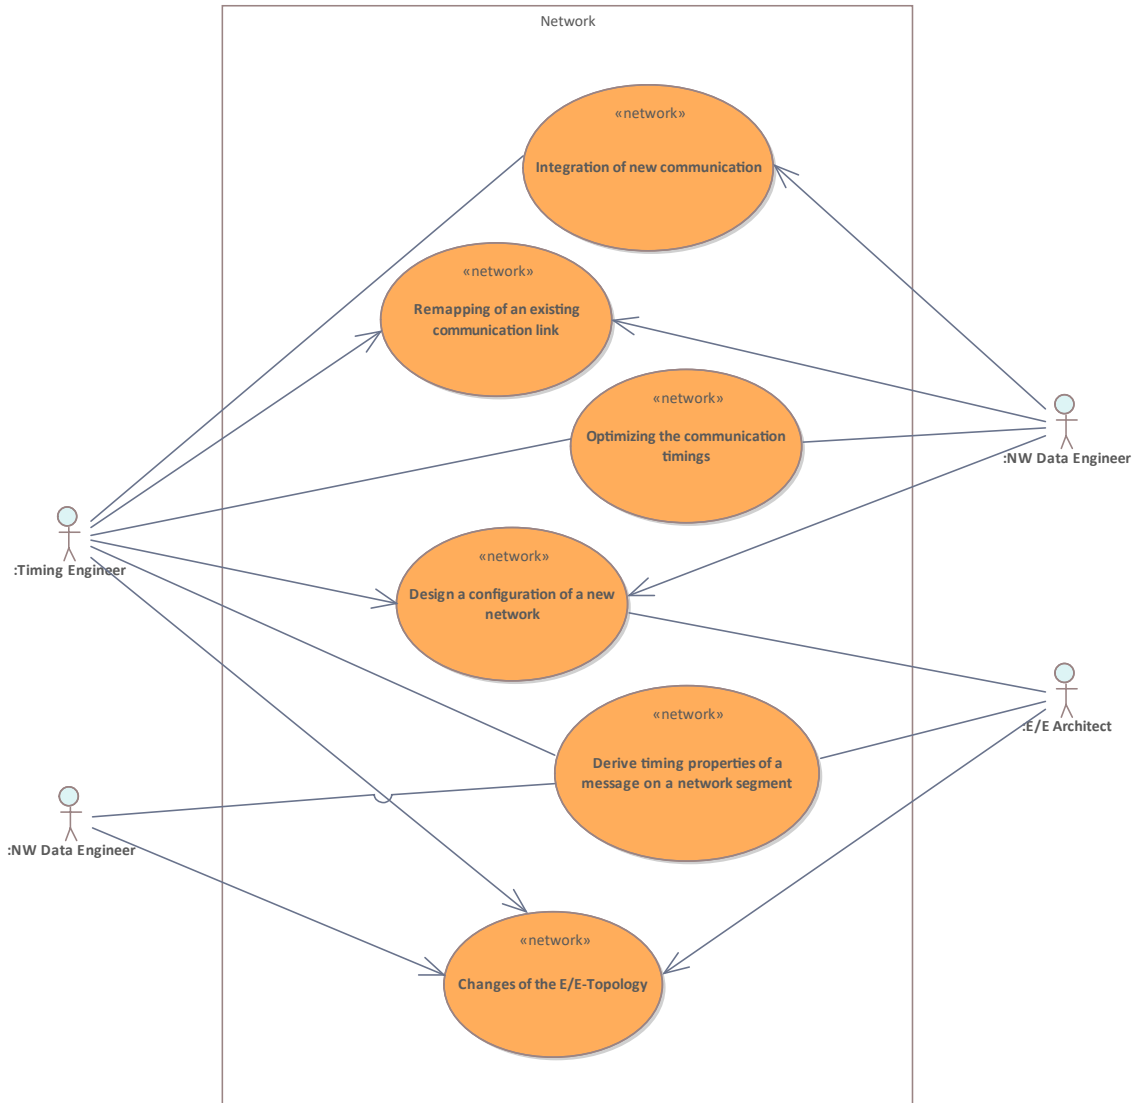 Network
«network»
Integration of new communication
«network»
Remapping of an existing
communication link
«network»
Optimizing the communication
timings
:NW Data Engineer
:Timing Engineer
«network»
Design a configuration of a new
network
«network»
Derive timing properties of a
message on a network segment
:E/E Architect
:NW Data Engineer
«network»
Changes of the E/E-Topology